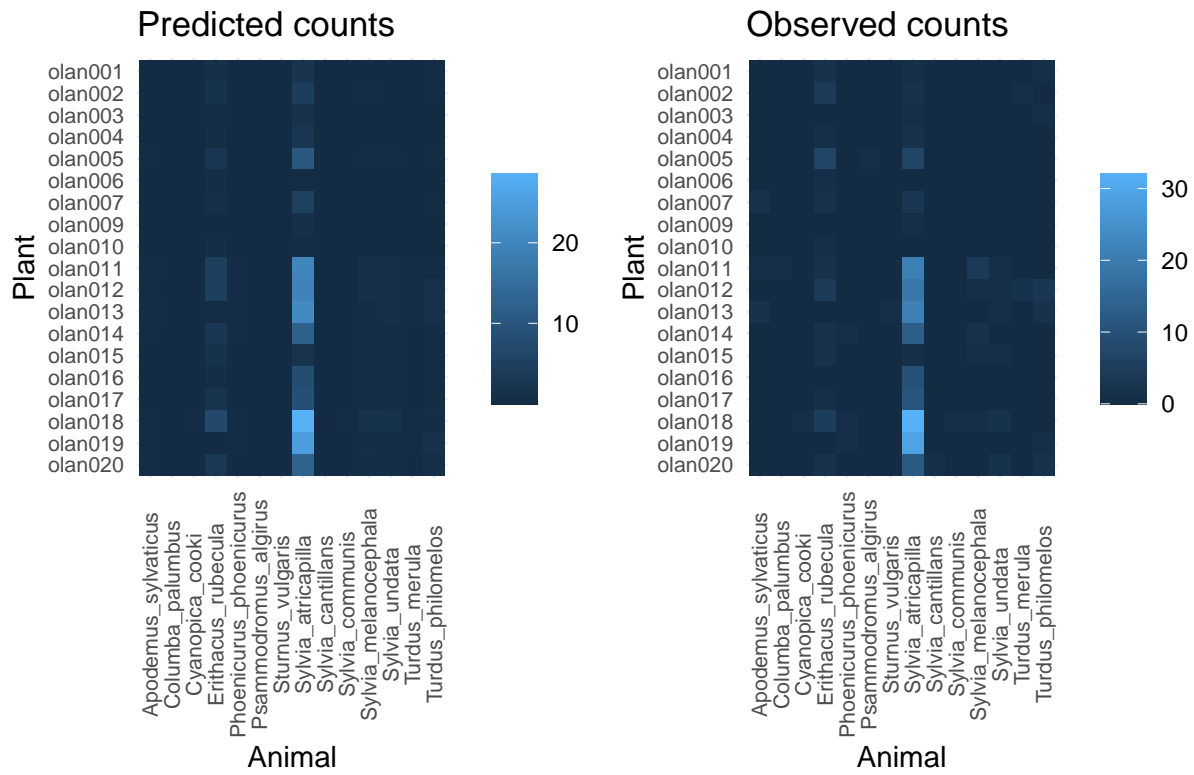 Predicted counts
Plant
olan001
olan002
olan003
olan004
olan005
olan006
olan007
olan009
olan010
olan011
olan012
olan013
olan014
olan015
olan016
olan017
olan018
olan019
olan020
20
10
Apodemus_sylvaticus
Columba_palumbus
Cyanopica_cooki
Erithacus_rubecula
Phoenicurus_phoenicurus
Psammodromus_algirus
Sturnus_vulgaris
Sylvia_atricapilla
Sylvia_cantillans
Sylvia_communis
Sylvia_melanocephala
Sylvia_undata
Turdus_merula
Turdus_philomelos
Animal
Observed counts
Plant
olan001
olan002
olan003
olan004
olan005
olan006
olan007
olan009
olan010
olan011
olan012
olan013
olan014
olan015
olan016
olan017
olan018
olan019
olan020
30
20
10
0
Apodemus_sylvaticus
Columba_palumbus
Cyanopica_cooki
Erithacus_rubecula
Phoenicurus_phoenicurus
Psammodromus_algirus
Sturnus_vulgaris
Sylvia_atricapilla
Sylvia_cantillans
Sylvia_communis
Sylvia_melanocephala
Sylvia_undata
Turdus_merula
Turdus_philomelos
Animal